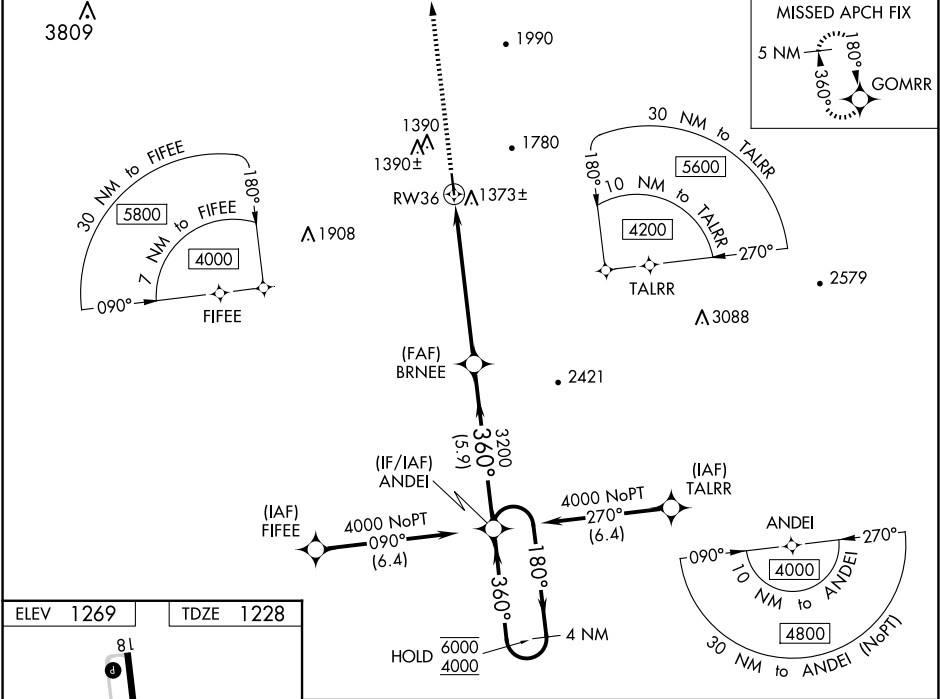 3809
1990
MISSED APCH FIX
5 NM
180°
360°
GOMRR
1390
1390±
1780
RW36
1373±
30 NM to FIFEE
5800
180°
7 NM to FIFEE
4000
090°
FIFEE
1908
30 NM to TALRR
5600
180°
10 NM to TALRR
4200
270°
TALRR
2579
3088
(FAF)
BRNEE
2421
3200
360°
(5.9)
(IF/IAF)
ANDEI
(IAF)
FIFEE
4000 NoPT
090°
(6.4)
(IAF)
TALRR
4000 NoPT
270°
(6.4)
360°
180°
4 NM
HOLD 6000
4000
ANDEI
090°
270°
4000
10 NM to ANDEI
4800
30 NM to ANDEI (NoPT)
ELEV 1269
TDZE 1228
18
P